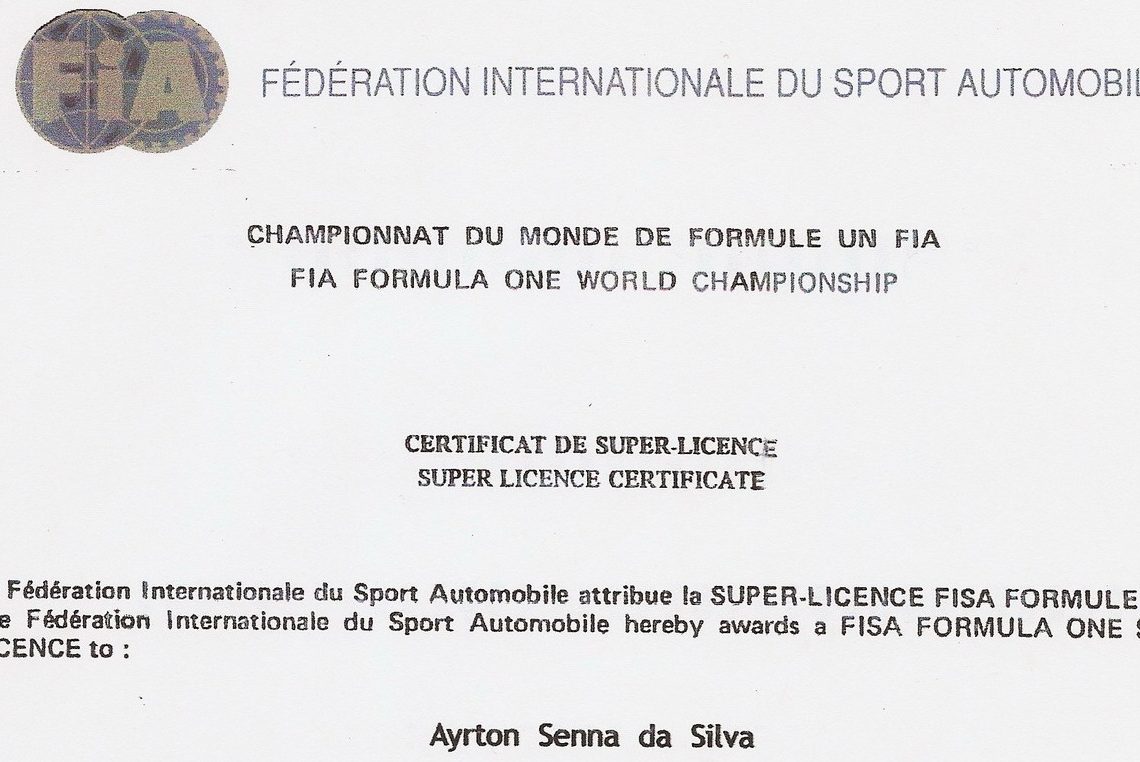 FiA
FÉDÉRATION INTERNATIONALE DU SPORT AUTOMOBIL
CHAMPIONNAT DU MONDE DE FORMULE UN FIA
FIA FORMULA ONE WORLD CHAMPIONSHIP
CERTIFICAT DE SUPER-LICENCE
SUPER LICENCE CERTIFICATE
Fédération Internationale du Sport Automobile attribue la SUPER-LICENCE FISA FORMULE
e Fédération Internationale du Sport Automobile hereby awards a FISA FORMULA ONE S
CENCE to :
Ayrton Senna da Silva